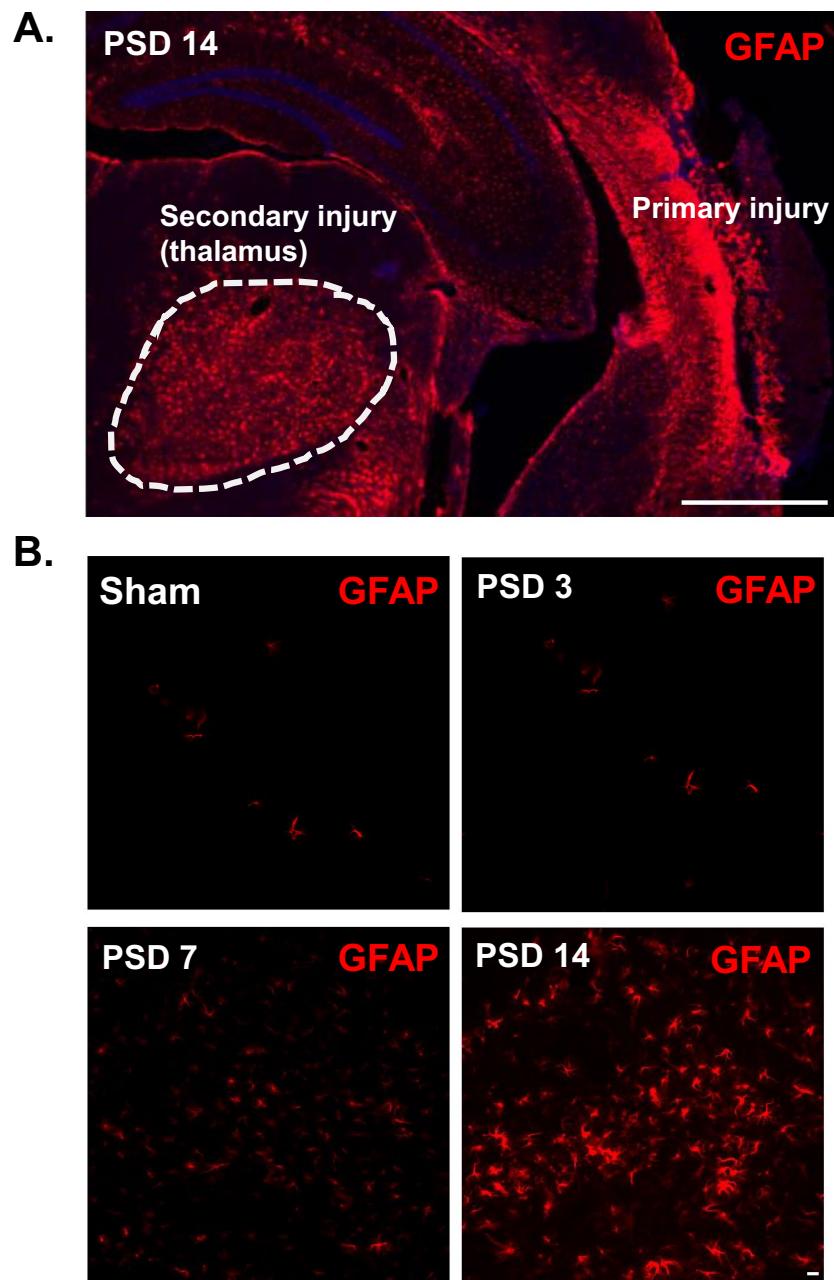 A.
PSD 14
GFAP
Secondary injury
(thalamus)
Primary injury
B.
Sham
GFAP
PSD 3
GFAP
PSD 7
GFAP
PSD 14
GFAP